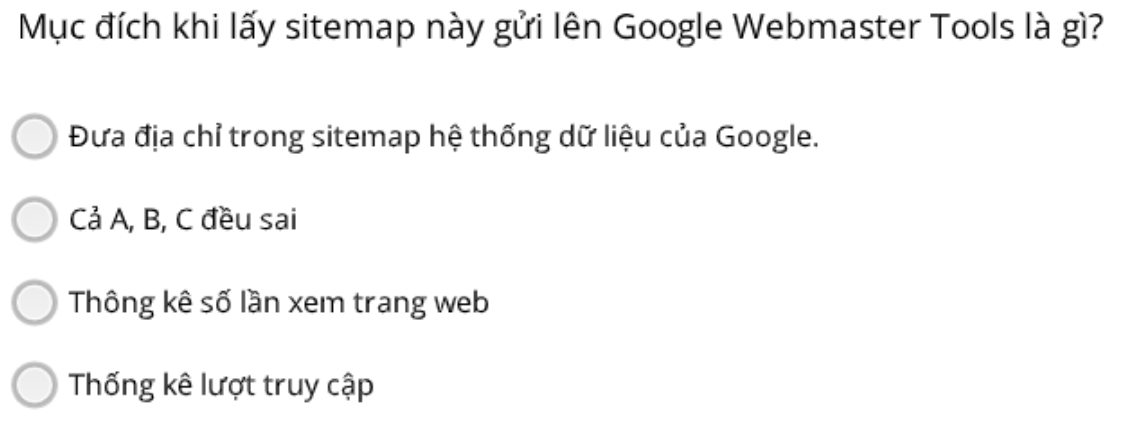 Mục đích khi lấy sitemap này gửi lên Google Webmaster Tools là gì?
Đưa địa chỉ trong sitemap hệ thống dữ liệu của Google.
Cả A, B, C đều sai
Thông kê số lần xem trang web
Thống kê lượt truy cập